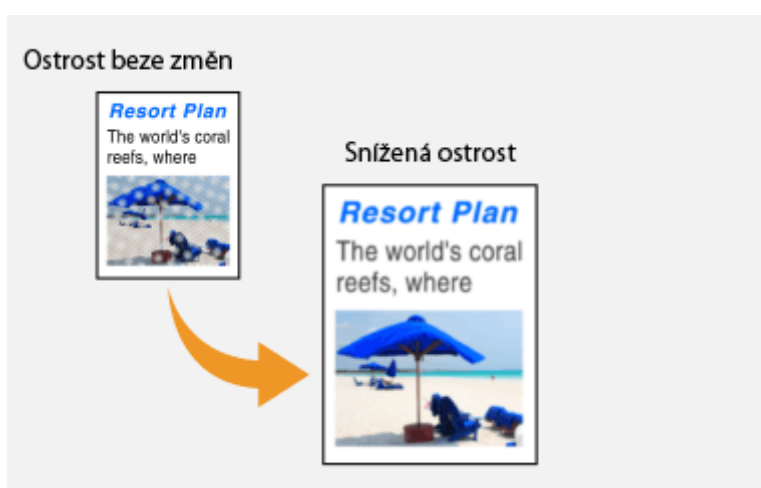 Ostrost beze změn
Resort Plan
The world's coral
reefs, where
Snížená ostrost
Resort Plan
The world's coral
reefs, where